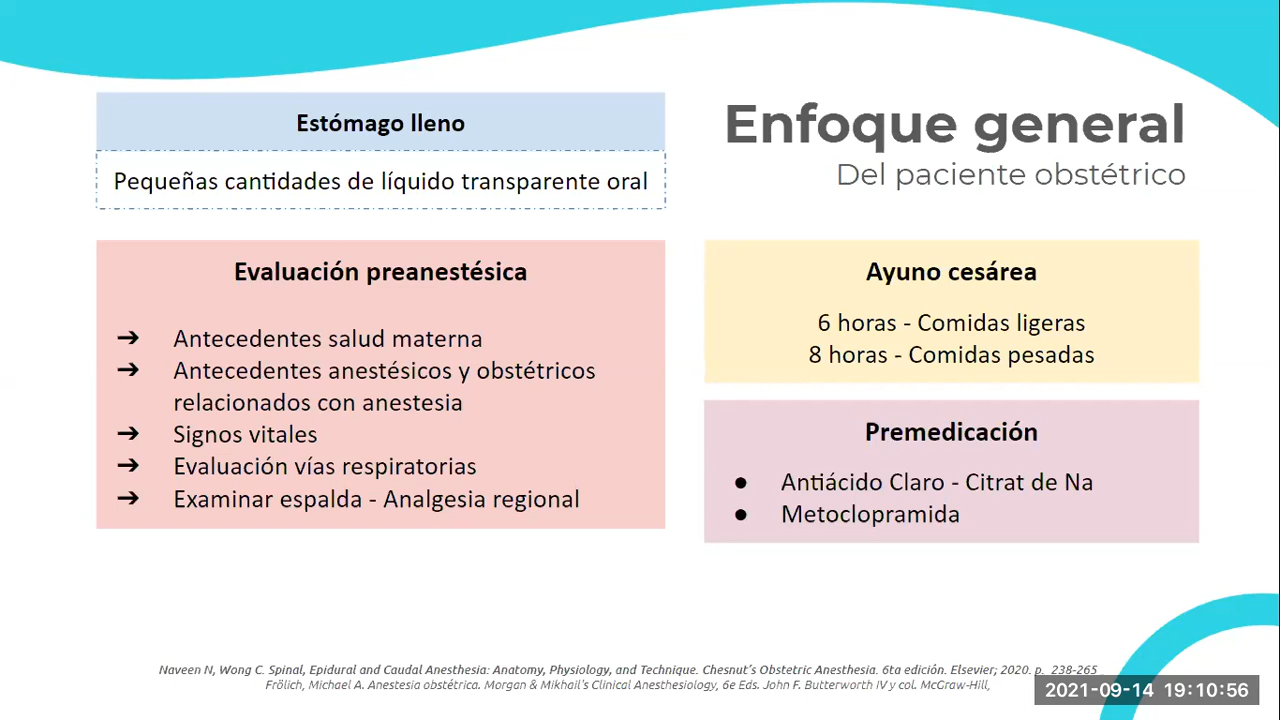 Enfoque general
Del paciente obstétrico
Estómago lleno
Pequeñas cantidades de líquido transparente oral
Evaluación preanestésica
➔ Antecedentes salud materna
➔ Antecedentes anestésicos y obstétricos
relacionados con anestesia
➔ Signos vitales
➔ Evaluación vías respiratorias
➔ Examinar espalda - Analgesia regional
Ayuno cesárea
6 horas - Comidas ligeras
8 horas - Comidas pesadas
Premedicación
● Antiácido Claro - Citrat de Na
● Metoclopramida
Naveen N, Wong C. Spinal, Epidural and Caudal Anesthesia: Anatomy, Physiology, and Technique. Chesnut's Obstetric Anesthesia. 6ta edición. Elsevier; 2020. p. 238-265
Frölich, Michael A. Anestesia obstétrica. Morgan & Mikhail's Clinical Anesthesiology, 6e Eds. John F. Butterworth IV y col. McGraw-Hill,
2021-09-14 19:10:56